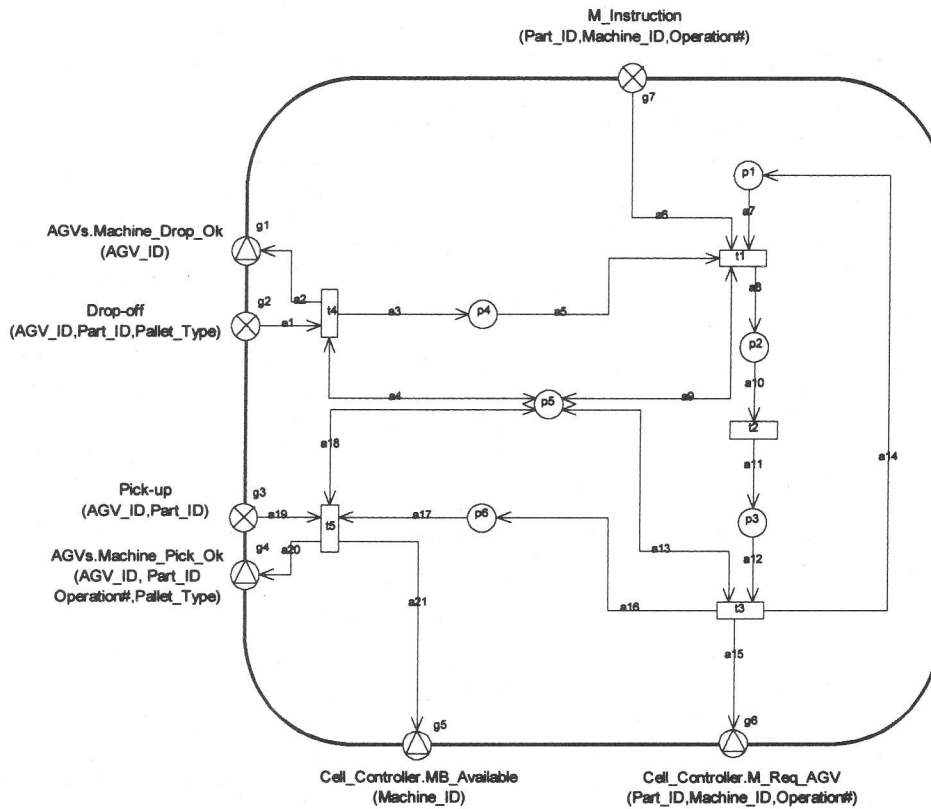 M_Instruction
(Part_ID,Machine_ID,Operation#)
g7
p1
a7
a6
g1
AGVs.Machine_Drop_Ok
(AGV_ID)
t1
a8
g2
a2
Drop-off
(AGV_ID,Part_ID,Pallet_Type)
a1
t4
a3
p4
a5
p2
a10
a4
p5
a9
t2
a18
a11
a14
Pick-up
(AGV_ID,Part_ID)
g3
a19
t5
a17
p6
p3
AGVs.Machine_Pick_Ok
(AGV_ID, Part_ID
Operation#,Pallet_Type)
g4
a20
a13
a12
a21
a16
t3
a15
g5
g6
Cell_Controller.MB_Available
(Machine_ID)
Cell_Controller.M_Req_AGV
(Part_ID,Machine_ID,Operation#)